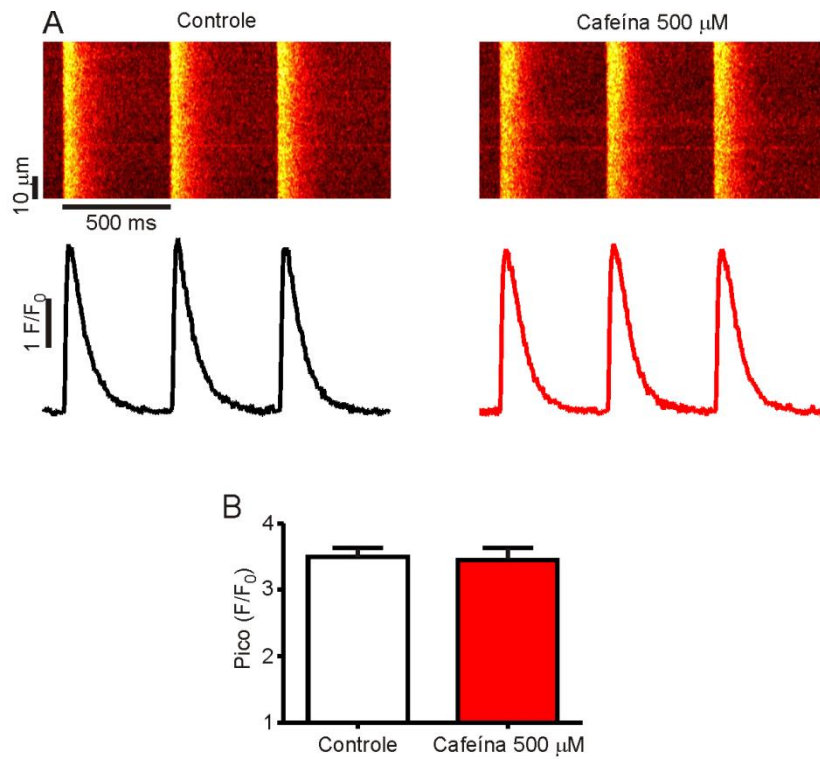 A
Controle
Cafeína 500 μM
10 μm
500 ms
1 F/F₀
B
Pico (F/F₀)
4
3
2
1
Controle
Cafeína 500 μM